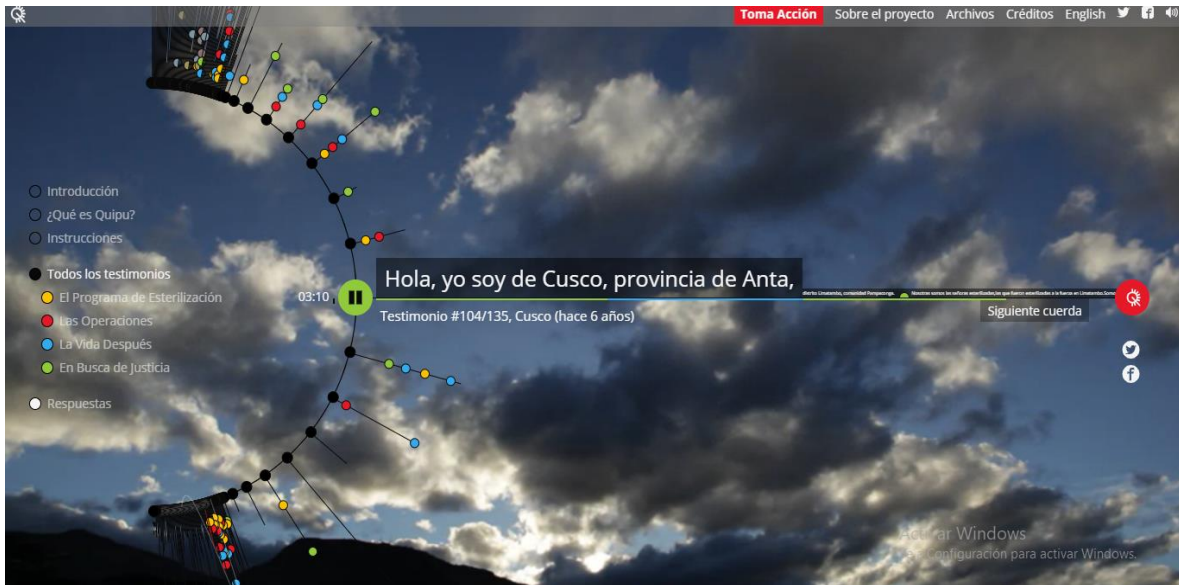 Toma Acción Sobre el proyecto Archivos Créditos English
Introducción
¿Qué es Quipu?
Instrucciones
Todos los testimonios
El Programa de Esterilización
Las Operaciones
La Vida Después
En Busca de Justicia
Respuestas
03:10
Hola, yo soy de Cusco, provincia de Anta,
Testimonio #104/135, Cusco (hace 6 años)
Siguiente cuerda
Activar Windows
Configuración para activar Windows.